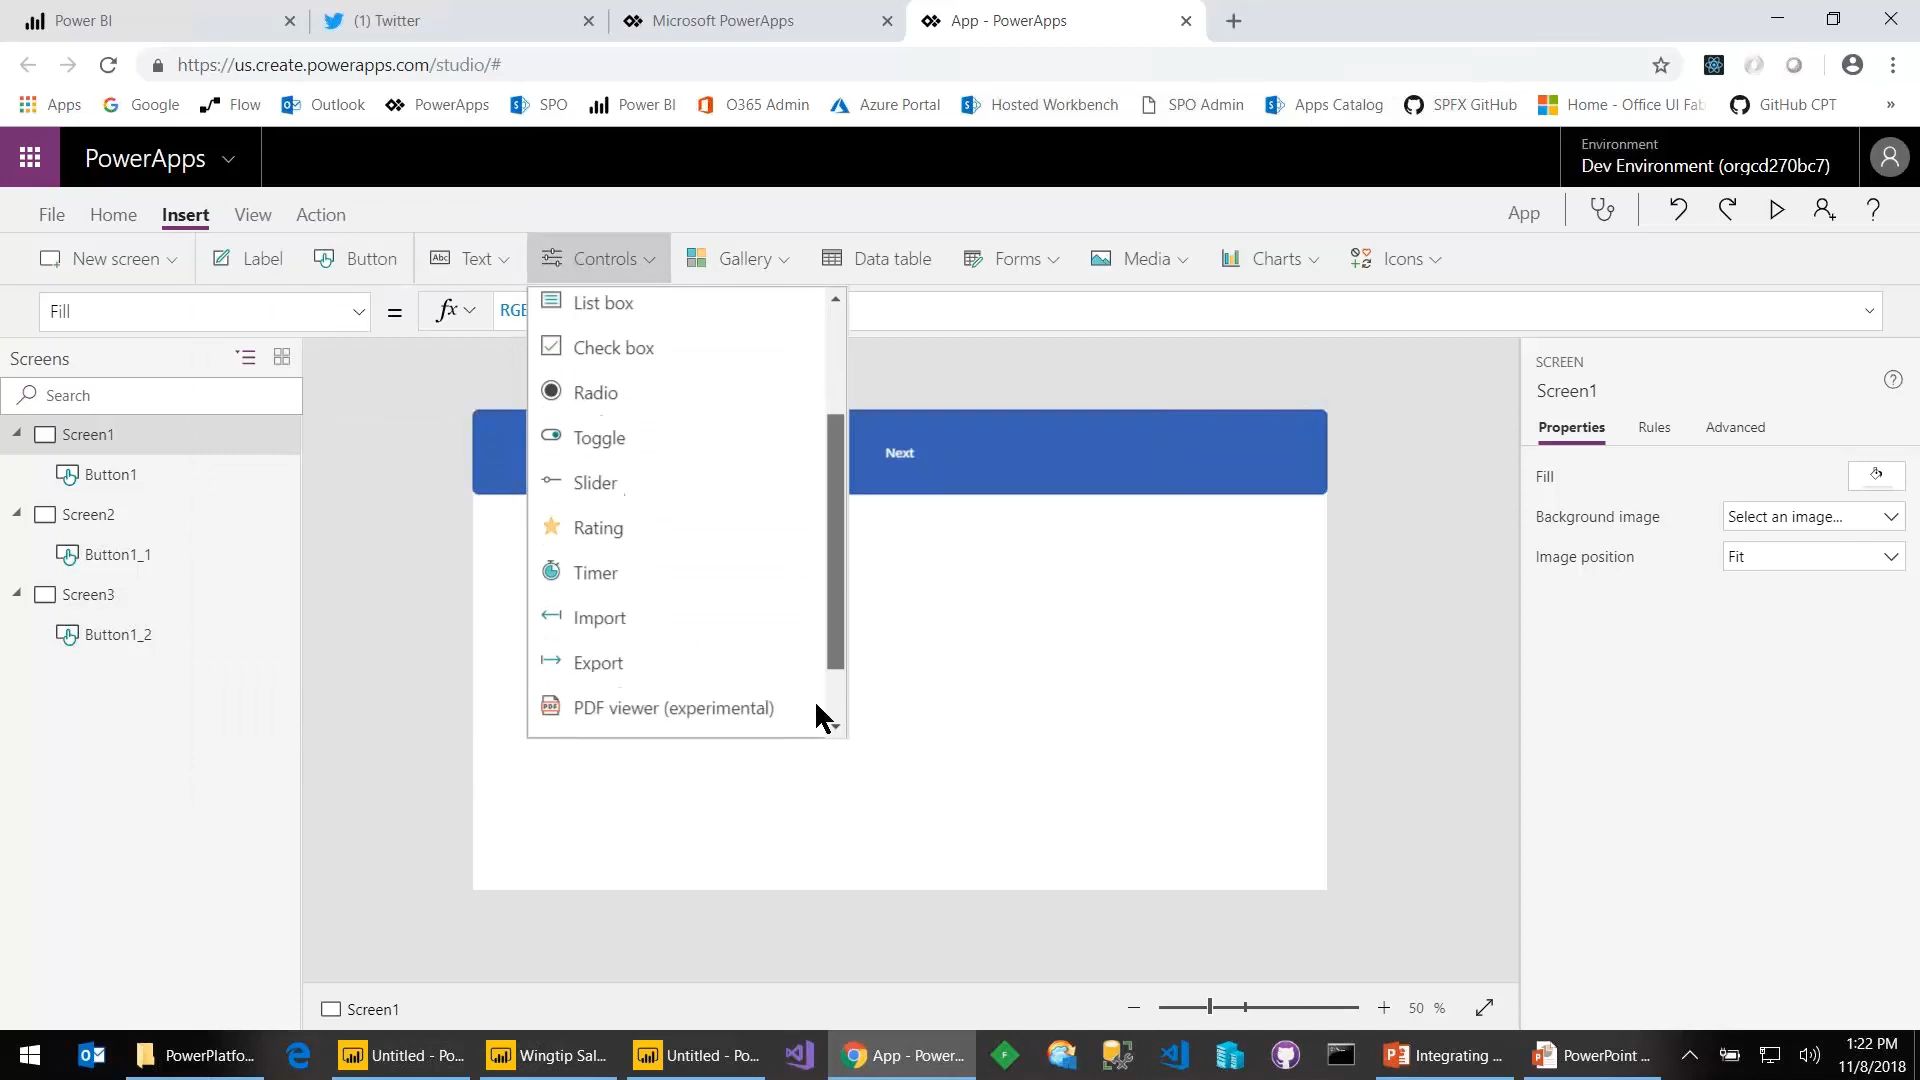 Power BI
(1) Twitter
Microsoft PowerApps
App - PowerApps
https://us.create.powerapps.com/studio/#
Apps
Google
Flow
Outlook
PowerApps
SPO
Power BI
O365 Admin
Azure Portal
Hosted Workbench
SPO Admin
Apps Catalog
SPFX GitHub
Home - Office UI Fab
GitHub CPT
»
PowerApps
Environment
Dev Environment (orgcd270bc7)
File
Home
Insert
View
Action
App
New screen
Label
Button
Abc Text
Controls
Gallery
Data table
Forms
Media
Charts
Icons
Fill
=
fx
RGB
Screens
Search
Screen1
Button1
Screen2
Button1_1
Screen3
Button1_2
List box
Check box
Radio
Toggle
Slider
Rating
Timer
Import
Export
PDF viewer (experimental)
Next
SCREEN
Screen1
Properties
Rules
Advanced
Fill
Background image
Select an image...
Image position
Fit
Screen1
50 %
PowerPlatfo...
Untitled - Po...
Wingtip Sal...
Untitled - Po...
App - Power...
Integrating ...
PowerPoint ...
1:22 PM
11/8/2018